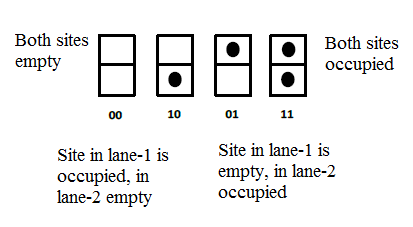 Both sites
empty
Both sites
occupied
00 10 01 11
Site in lane-1 is
occupied, in
lane-2 empty
Site in lane-1 is
empty, in lane-2
occupied